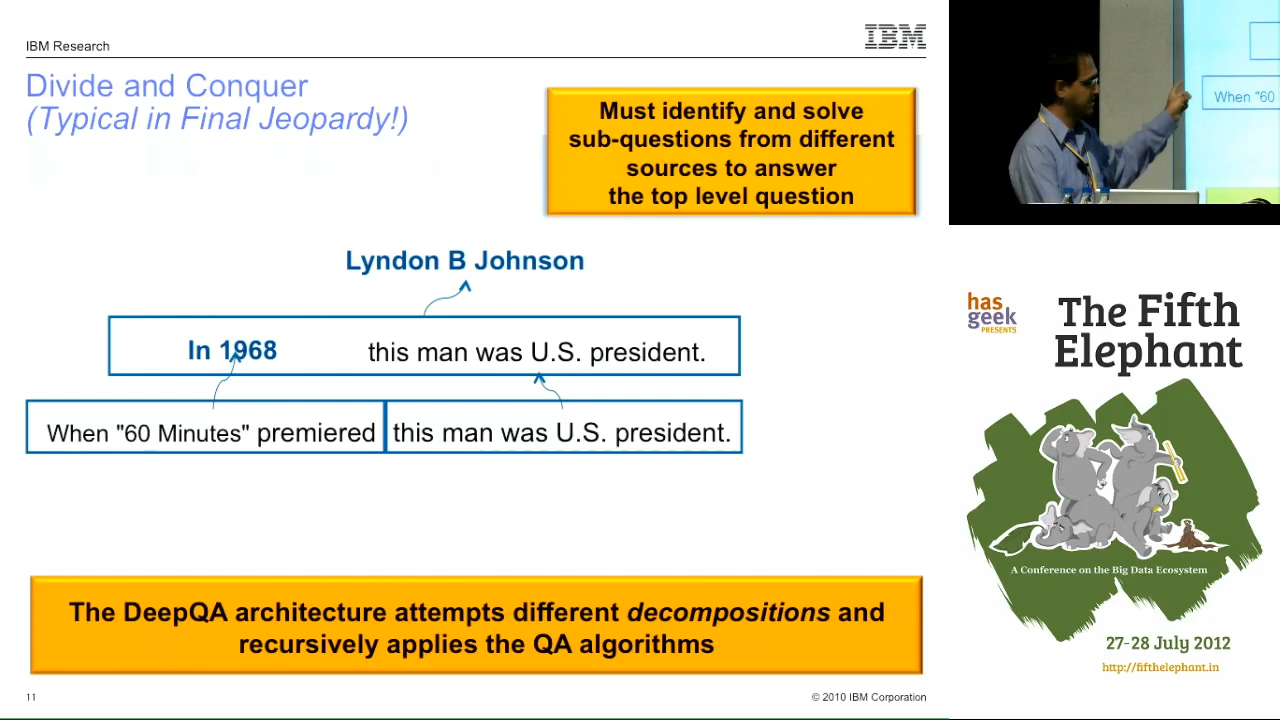 IBM Research
IBM
Divide and Conquer
(Typical in Final Jeopardy!)
Must identify and solve
sub-questions from different
sources to answer
the top level question
Lyndon B Johnson
In 1968 this man was U.S. president.
When "60 Minutes" premiered this man was U.S. president.
The DeepQA architecture attempts different decompositions and
recursively applies the QA algorithms
11
© 2010 IBM Corporation
When "60
has
geek
PRESENTS
The Fifth
Elephant
A Conference on the Big Data Ecosystem
27-28 July 2012
http://fifthelephant.in